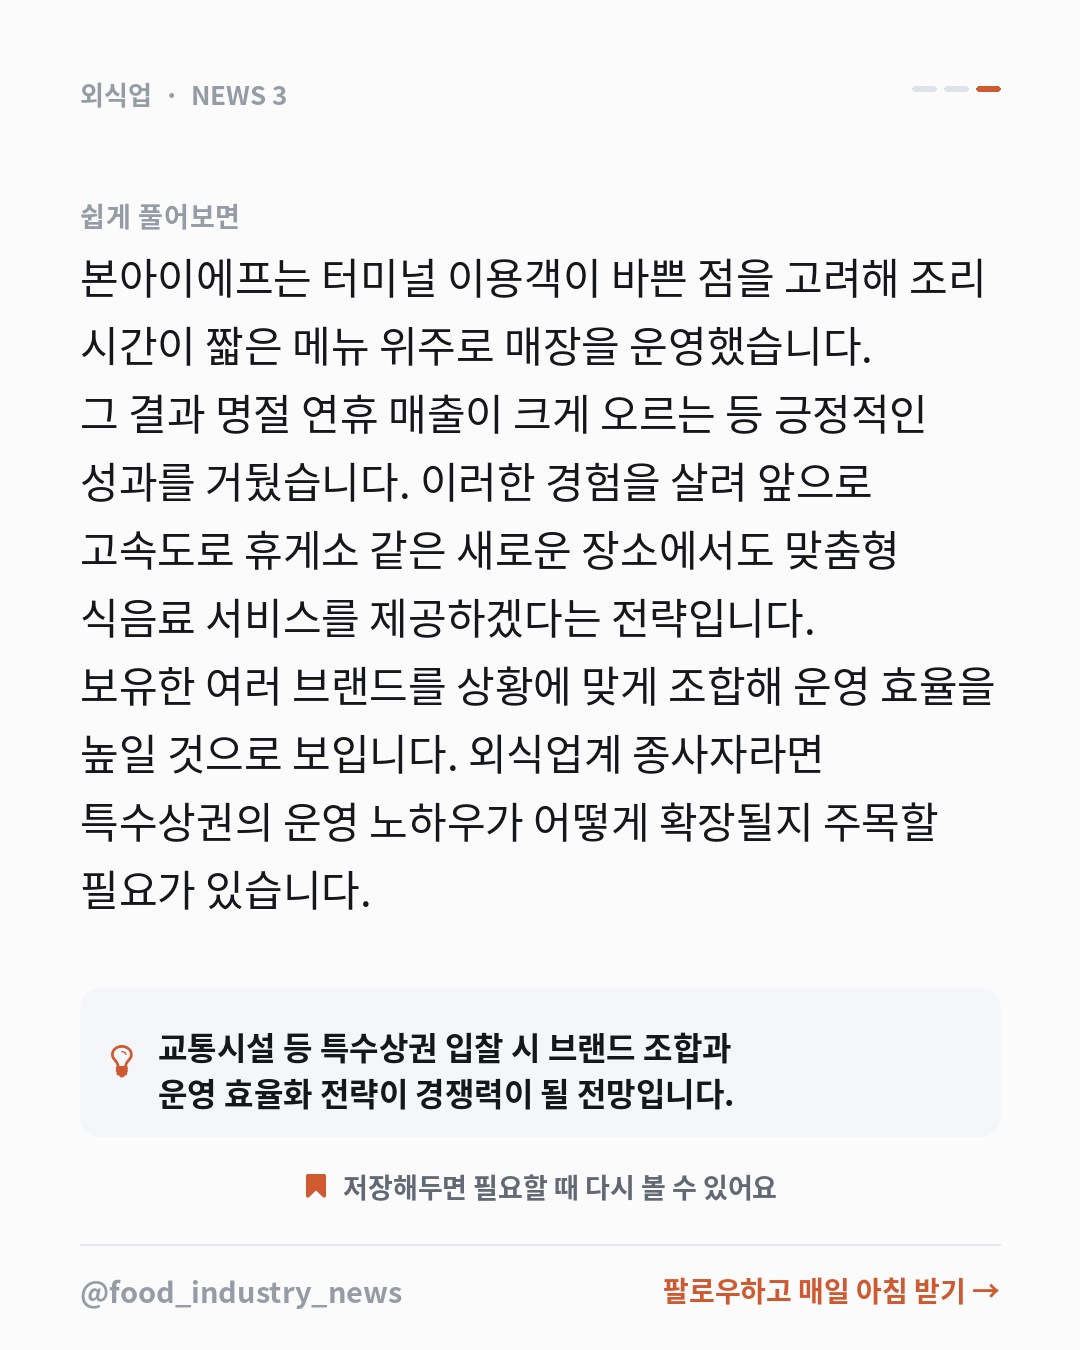 외식업 · NEWS 3
쉽게 풀어보면
본아이에프는 터미널 이용객이 바쁜 점을 고려해 조리
시간이 짧은 메뉴 위주로 매장을 운영했습니다.
그 결과 명절 연휴 매출이 크게 오르는 등 긍정적인
성과를 거뒀습니다. 이러한 경험을 살려 앞으로
고속도로 휴게소 같은 새로운 장소에서도 맞춤형
식음료 서비스를 제공하겠다는 전략입니다.
보유한 여러 브랜드를 상황에 맞게 조합해 운영 효율을
높일 것으로 보입니다. 외식업계 종사자라면
특수상권의 운영 노하우가 어떻게 확장될지 주목할
필요가 있습니다.
교통시설 등 특수상권 입찰 시 브랜드 조합과
운영 효율화 전략이 경쟁력이 될 전망입니다.
저장해두면 필요할 때 다시 볼 수 있어요
@food_industry_news
팔로우하고 매일 아침 받기 →